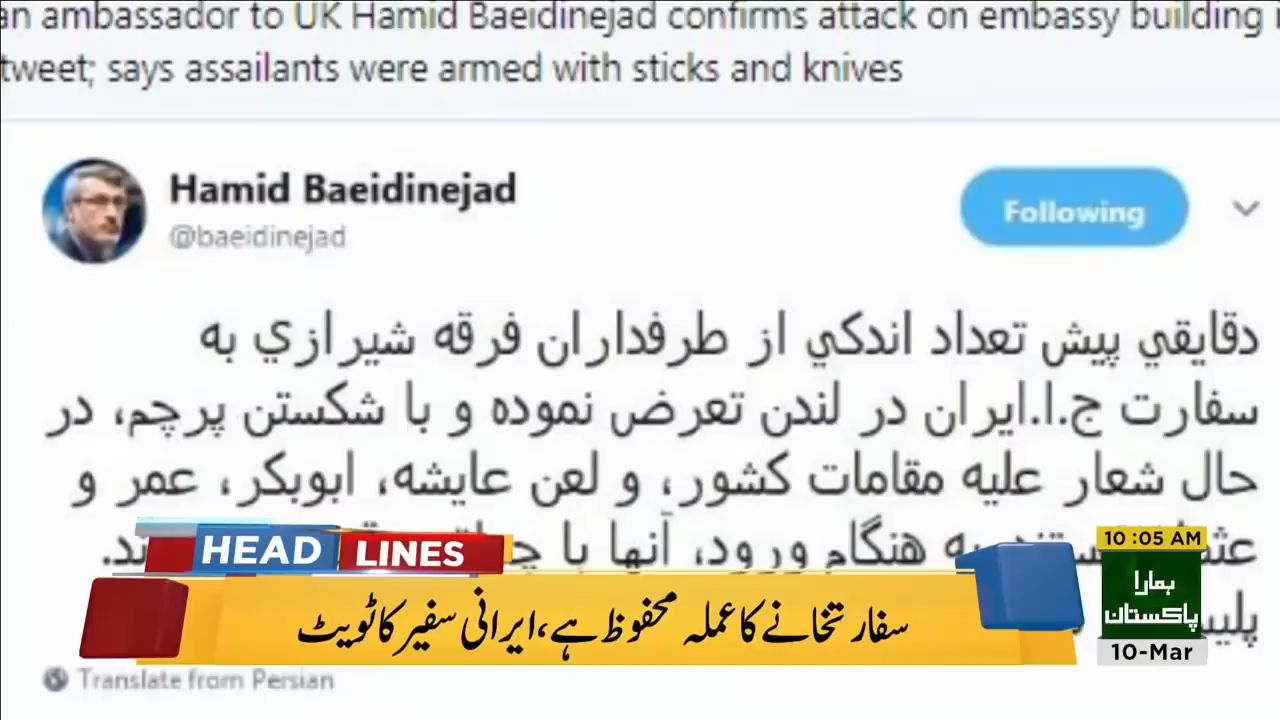 an ambassador to UK Hamid Baeidinejad confirms attack on embassy building
tweet; says assailants were armed with sticks and knives
Hamid Baeidinejad
@baeidinejad
Following
دقايقي پيش تعداد اندكي از طرفداران فرقه شيرازي به
سفارت ج.ا.ايران در لندن تعرض نموده و با شكستن پرچم، در
حال شعار عليه مقامات كشور، و لعن عايشه، ابوبكر، عمر و
به هنگام ورود، آنها با
HEAD LINES
سفارتخانے کا عملہ محفوظ ہے، ایرانی سفیر کا ٹویٹ
10:05 AM
ہمارا
پاکستان
10-Mar
Translate from Persian